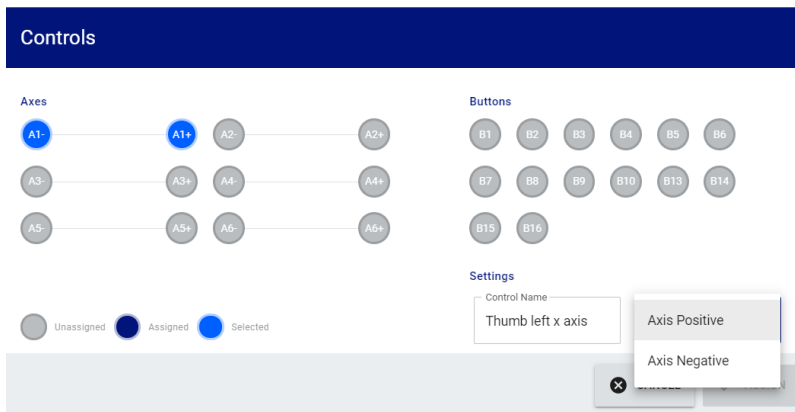 Controls
Axes
A1- A1+ A2- A2+
A3- A3+ A4- A4+
A5- A5+ A6- A6+
Unassigned Assigned Selected
Buttons
B1 B2 B3 B4 B5 B6
B7 B8 B9 B10 B13 B14
B15 B16
Settings
Control Name
Thumb left x axis
Axis Positive
Axis Negative